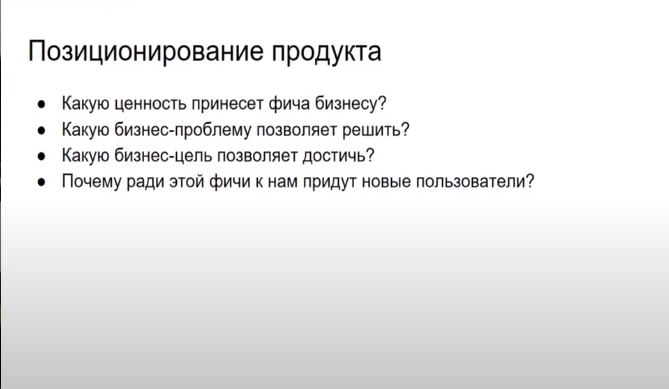 Позиционирование продукта
● Какую ценность принесет фича бизнесу?
● Какую бизнес-проблему позволяет решить?
● Какую бизнес-цель позволяет достичь?
● Почему ради этой фичи к нам придут новые пользователи?